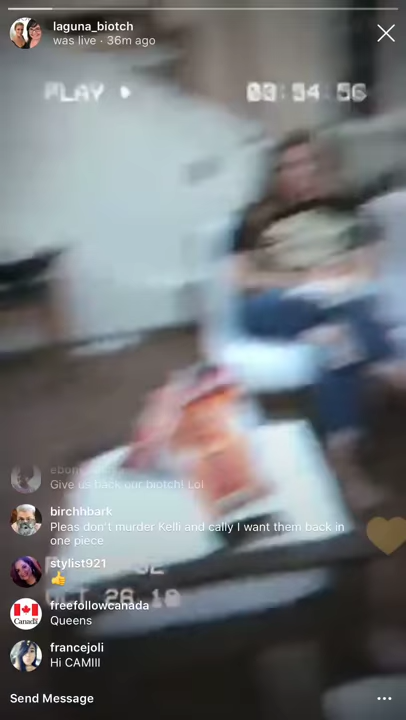 laguna_biotch
was live · 36m ago
PLAY
03:54:56
Give us back our biotch! Lol
birchhbark
Pleas don't murder Kelli and cally I want them back in
one piece
stylist921
👍
OCT 26 18
freefollowcanada
Canada
Queens
francejoli
Hi CAMIII
Send Message